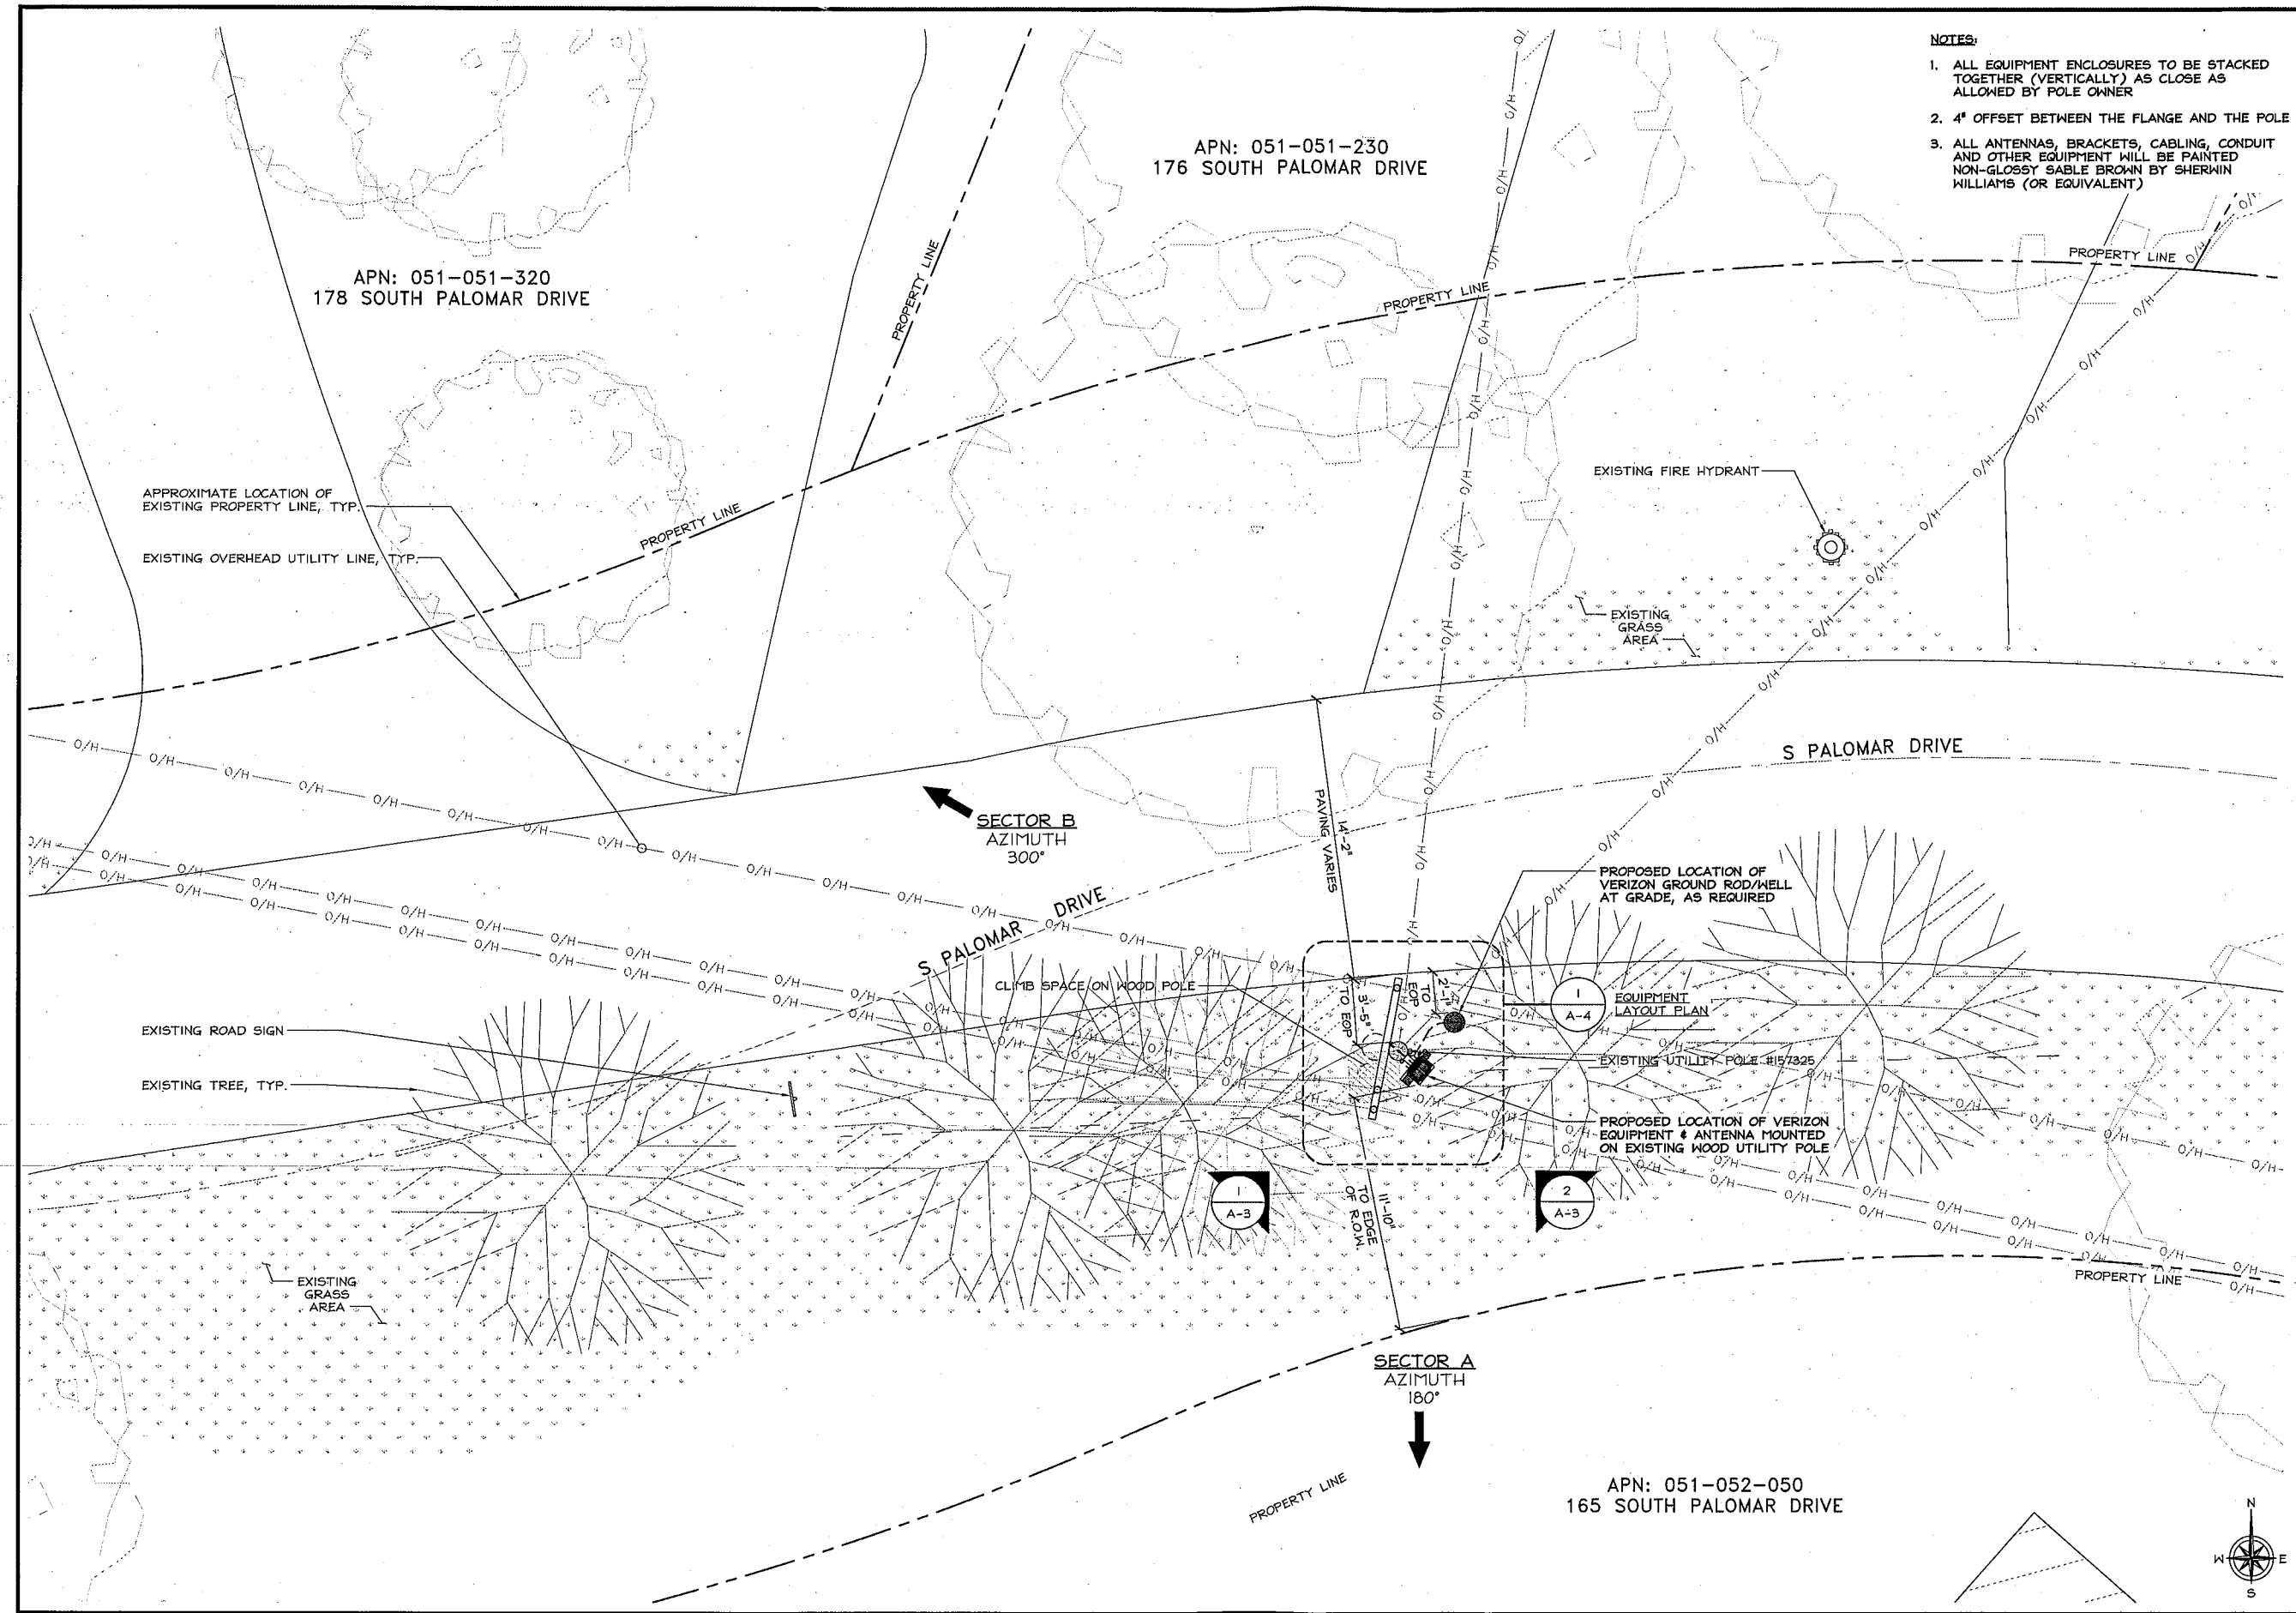 NOTES:
1. ALL EQUIPMENT ENCLOSURES TO BE STACKED
TOGETHER (VERTICALLY) AS CLOSE AS
ALLOWED BY POLE OWNER
2. 4" OFFSET BETWEEN THE FLANGE AND THE POLE
3. ALL ANTENNAS, BRACKETS, CABLING, CONDUIT
AND OTHER EQUIPMENT WILL BE PAINTED
NON-GLOSSY SABLE BROWN BY SHERWIN
WILLIAMS (OR EQUIVALENT)
APN: 051-051-230
176 SOUTH PALOMAR DRIVE
APN: 051-051-320
178 SOUTH PALOMAR DRIVE
PROPERTY LINE
PROPERTY LINE
PROPERTY LINE
PROPERTY LINE
APPROXIMATE LOCATION OF
EXISTING PROPERTY LINE, TYP.
EXISTING OVERHEAD UTILITY LINE, TYP.
EXISTING FIRE HYDRANT
EXISTING
GRASS
AREA
S PALOMAR DRIVE
SECTOR B
AZIMUTH
300°
14'-2"
PAVING VARIES
PROPOSED LOCATION OF
VERIZON GROUND ROD/WELL
AT GRADE, AS REQUIRED
S PALOMAR DRIVE
CLIMB SPACE ON WOOD POLE
3'-5"
TO EOP
2'-1"
TO
EOP
1
A-4
EQUIPMENT
LAYOUT PLAN
EXISTING ROAD SIGN
EXISTING UTILITY POLE #157325
EXISTING TREE, TYP.
PROPOSED LOCATION OF VERIZON
EQUIPMENT & ANTENNA MOUNTED
ON EXISTING WOOD UTILITY POLE
1
A-3
11'-10"
TO EDGE
OF R.O.W.
2
A-3
EXISTING
GRASS
AREA
PROPERTY LINE
SECTOR A
AZIMUTH
180°
PROPERTY LINE
APN: 051-052-050
165 SOUTH PALOMAR DRIVE
N
W
E
S
O/H